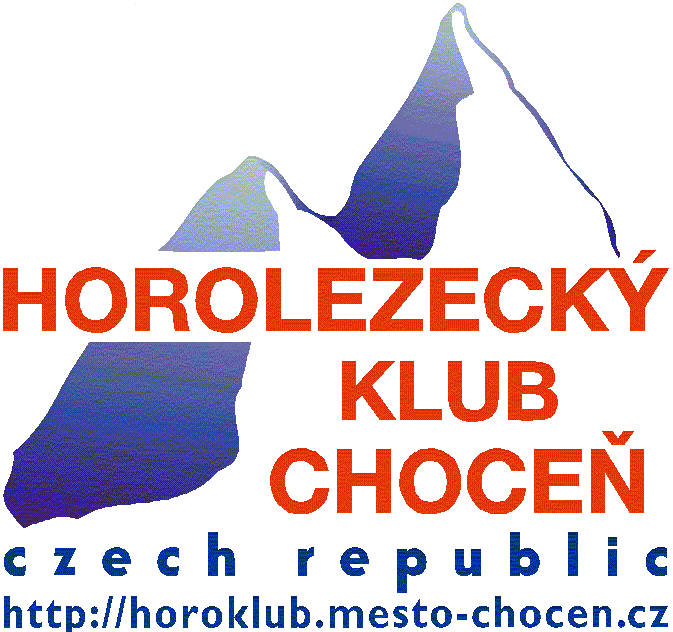 HOROLEZECKÝ
KLUB
CHOCEŇ
czech republic
http://horoklub.mesto-chocen.cz